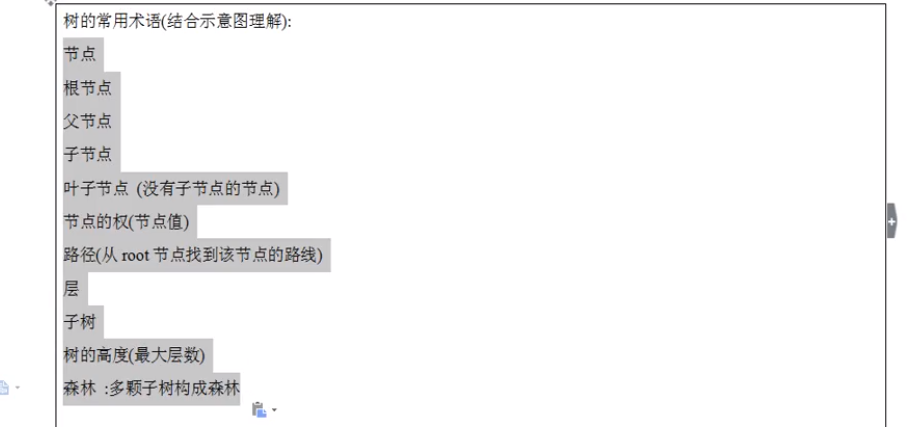 树的常用术语(结合示意图理解):
节点
根节点
父节点
子节点
叶子节点 (没有子节点的节点)
节点的权(节点值)
路径(从 root 节点找到该节点的路线)
层
子树
树的高度(最大层数)
森林 :多颗子树构成森林